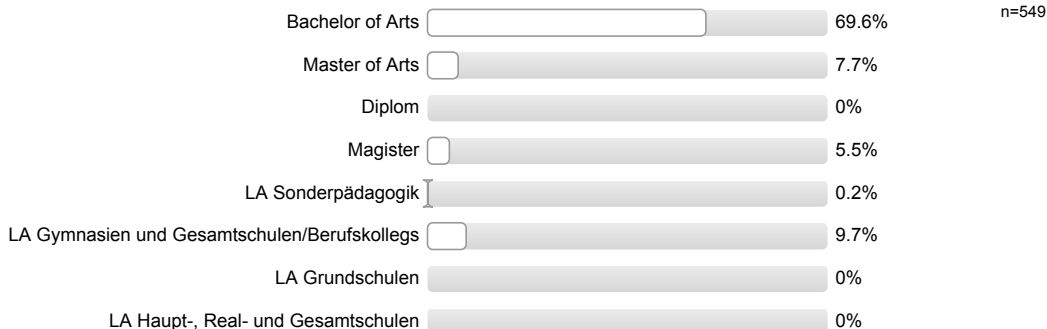 Bachelor of Arts 69.6% n=549
Master of Arts 7.7%
Diplom 0%
Magister 5.5%
LA Sonderpädagogik 0.2%
LA Gymnasien und Gesamtschulen/Berufskollegs 9.7%
LA Grundschulen 0%
LA Haupt-, Real- und Gesamtschulen 0%